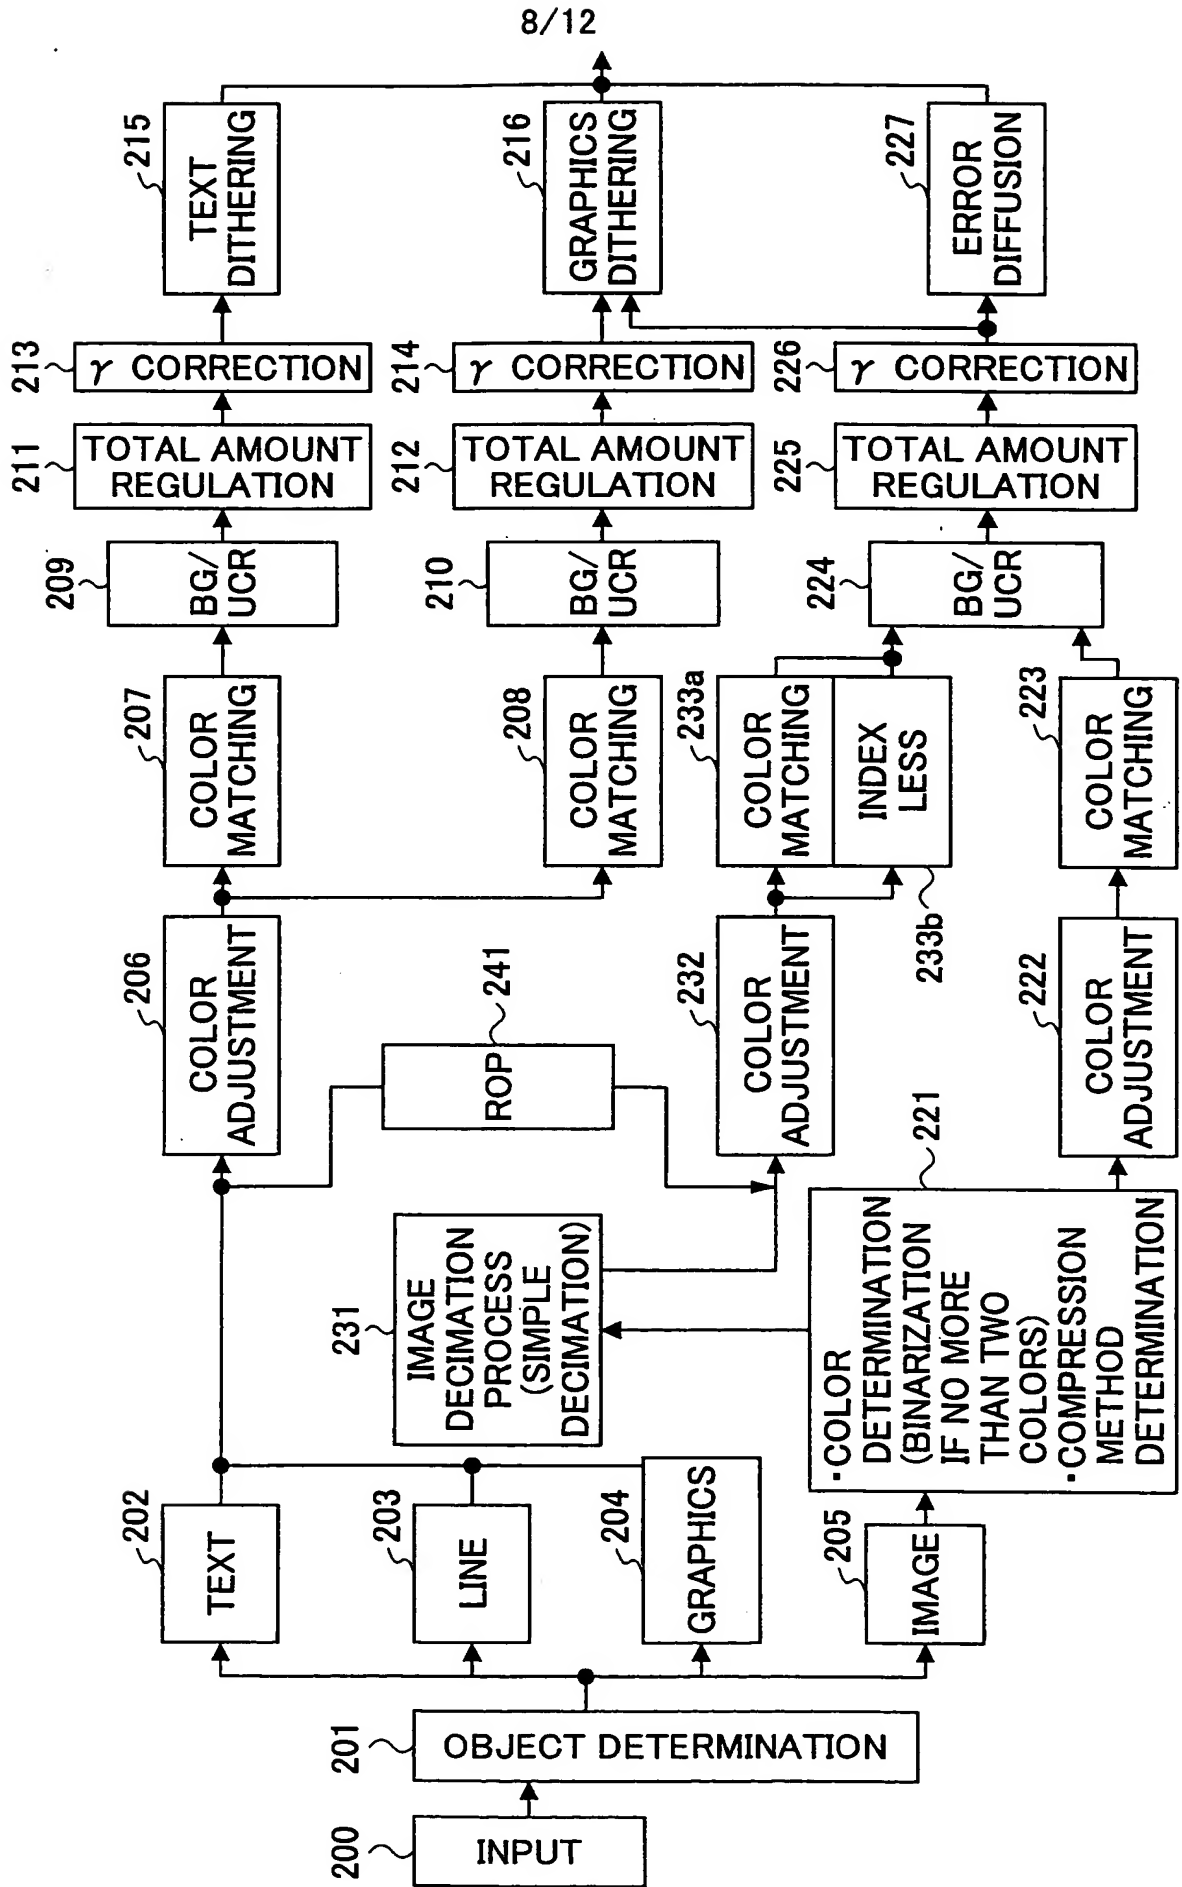 200
INPUT
201
OBJECT DETERMINATION
202
TEXT
203
LINE
204
GRAPHICS
205
IMAGE
231
IMAGE
DECIMATION
PROCESS
(SIMPLE
DECIMATION)
221
・COLOR
DETERMINATION
(BINARIZATION
IF NO MORE
THAN TWO
COLORS)
・COMPRESSION
METHOD
DETERMINATION
206
COLOR
ADJUSTMENT
241
ROP
232
COLOR
ADJUSTMENT
222
COLOR
ADJUSTMENT
207
COLOR
MATCHING
208
COLOR
MATCHING
233a
COLOR
MATCHING
INDEX
LESS
233b
223
COLOR
MATCHING
209
BG/
UCR
210
BG/
UCR
224
BG/
UCR
211
TOTAL AMOUNT
REGULATION
212
TOTAL AMOUNT
REGULATION
225
TOTAL AMOUNT
REGULATION
213
γ CORRECTION
214
γ CORRECTION
226
γ CORRECTION
215
TEXT
DITHERING
216
GRAPHICS
DITHERING
227
ERROR
DIFFUSION
8/12